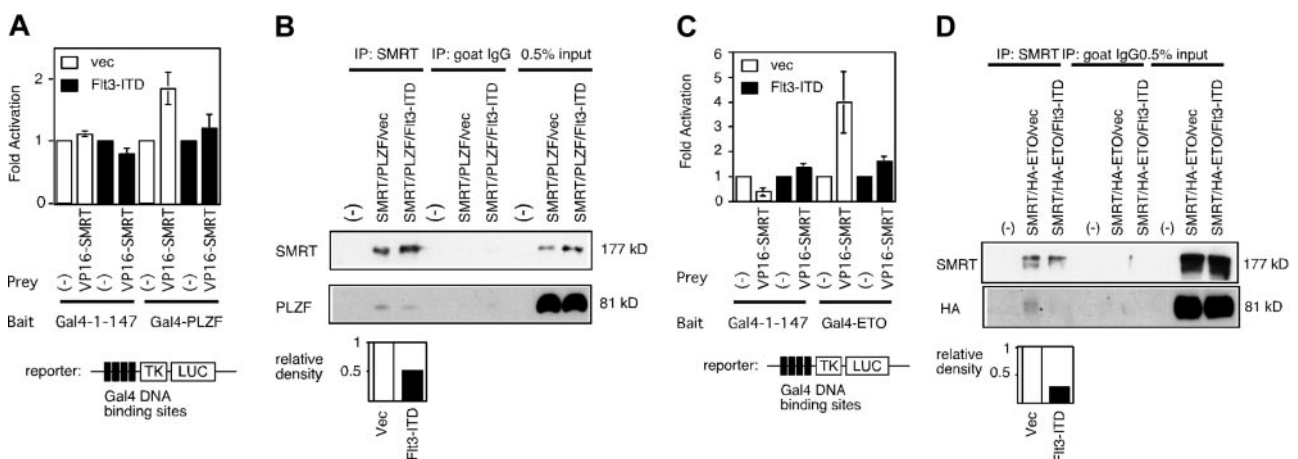 A
Fold Activation
2
1
0
vec
Flt3-ITD
Prey
(-)
VP16-SMRT
(-)
VP16-SMRT
(-)
VP16-SMRT
(-)
VP16-SMRT
Bait
Gal4-1-147
Gal4-PLZF
reporter:
TK
LUC
Gal4 DNA
binding sites
B
IP: SMRT
IP: goat IgG
0.5% input
(-)
SMRT/PLZF/vec
SMRT/PLZF/Flt3-ITD
SMRT/PLZF/vec
SMRT/PLZF/Flt3-ITD
(-)
SMRT/PLZF/vec
SMRT/PLZF/Flt3-ITD
SMRT
177 kD
PLZF
81 kD
relative
density
1
0.5
Vec
Flt3-ITD
C
Fold Activation
6
5
4
3
2
1
0
vec
Flt3-ITD
Prey
(-)
VP16-SMRT
(-)
VP16-SMRT
(-)
VP16-SMRT
(-)
VP16-SMRT
Bait
Gal4-1-147
Gal4-ETO
reporter:
TK
LUC
Gal4 DNA
binding sites
D
IP: SMRT
IP: goat IgG
0.5% input
(-)
SMRT/HA-ETO/vec
SMRT/HA-ETO/Flt3-ITD
(-)
SMRT/HA-ETO/vec
SMRT/HA-ETO/Flt3-ITD
(-)
SMRT/HA-ETO/vec
SMRT/HA-ETO/Flt3-ITD
SMRT
177 kD
HA
81 kD
relative
density
1
0.5
Vec
Flt3-ITD